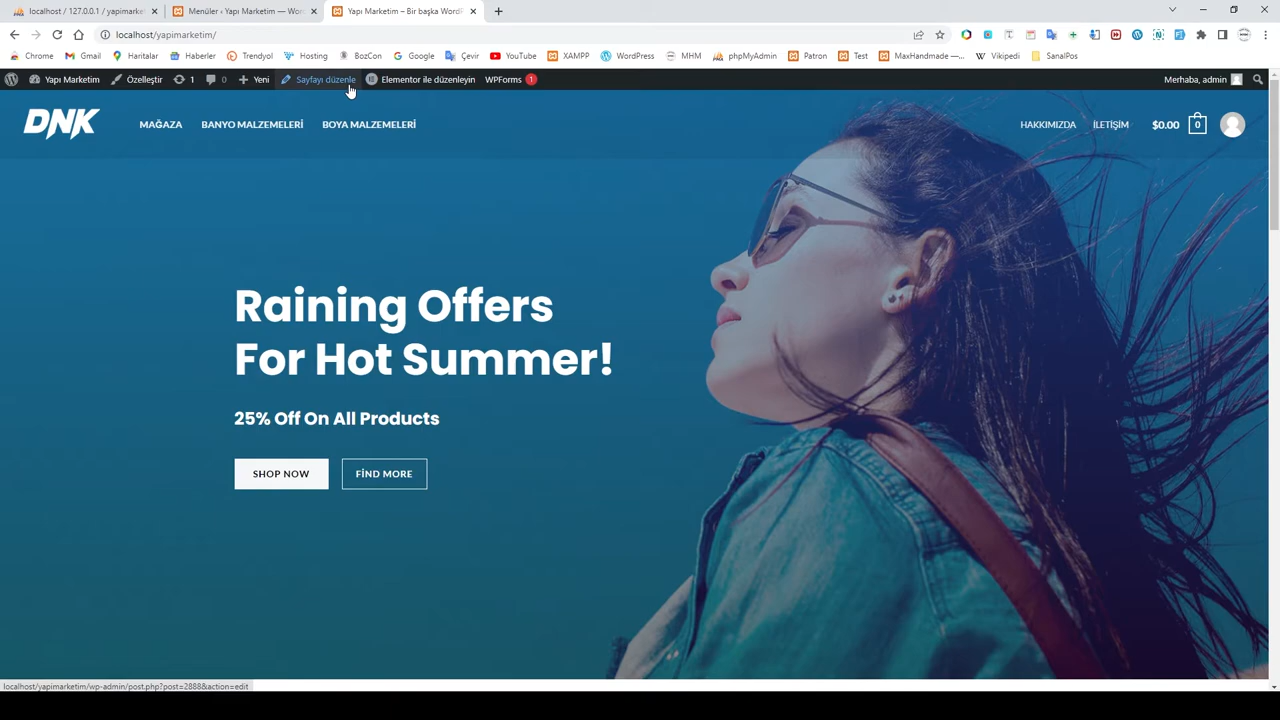 localhost / 127.0.0.1 / yapimarke
Menüler ‹ Yapı Marketim — Wor
Yapı Marketim – Bir başka WordP
localhost/yapimarketim/
Chrome
Gmail
Haritalar
Haberler
Trendyol
Hosting
BozCon
Google
Çevir
YouTube
XAMPP
WordPress
MHM
phpMyAdmin
Patron
Test
MaxHandmade — ...
Vikipedi
SanalPos
Yapı Marketim
Özelleştir
1
0
Yeni
Sayfayı düzenle
Elementor ile düzenleyin
WPForms 1
Merhaba, admin
DNK
MAĞAZA
BANYO MALZEMELERİ
BOYA MALZEMELERİ
HAKKIMIZDA
İLETİŞİM
$0.00
0
Raining Offers
For Hot Summer!
25% Off On All Products
SHOP NOW
FİND MORE
localhost/yapimarketim/wp-admin/post.php?post=2888&action=edit